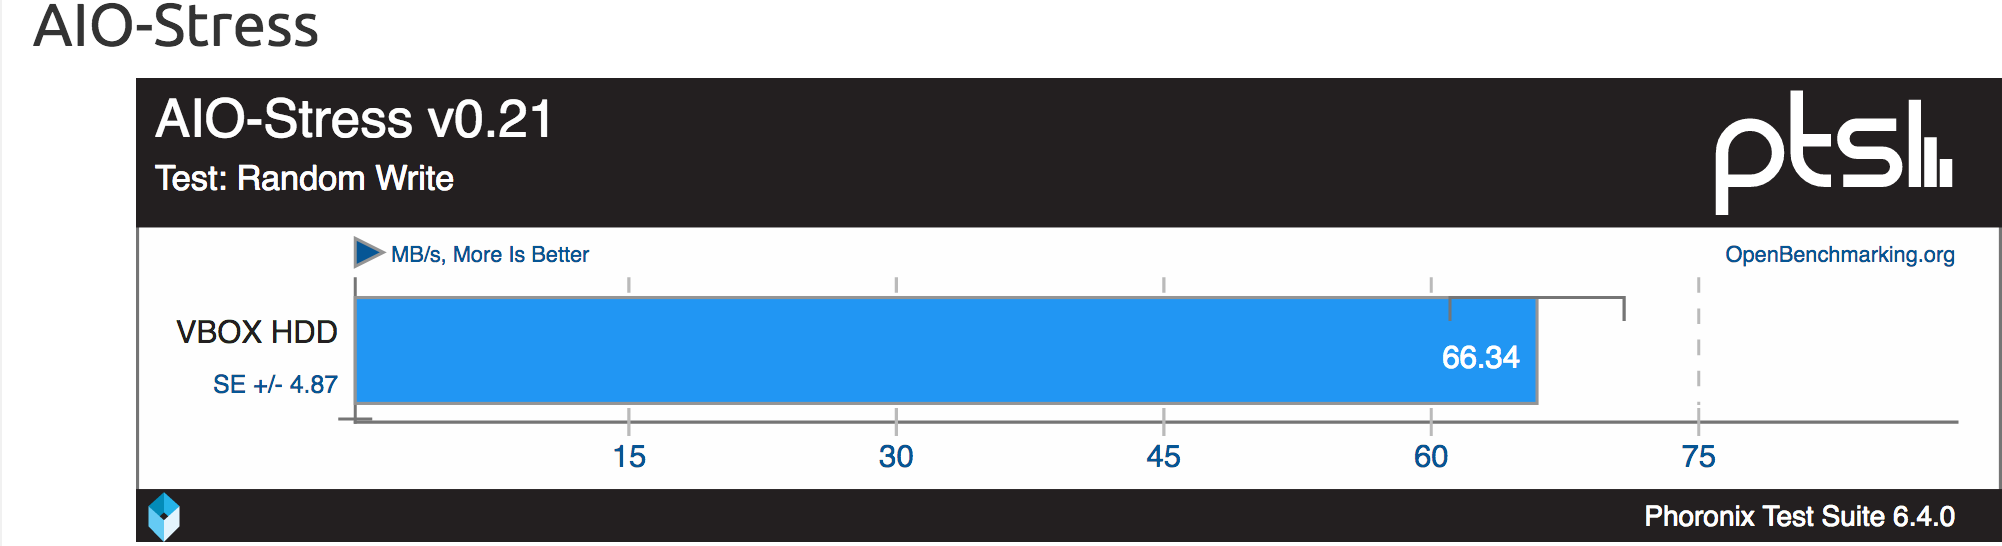 AIO-Stress
AIO-Stress v0.21
Test: Random Write
ptsl
MB/s, More Is Better
OpenBenchmarking.org
VBOX HDD
66.34
SE +/- 4.87
15 30 45 60 75
Phoronix Test Suite 6.4.0